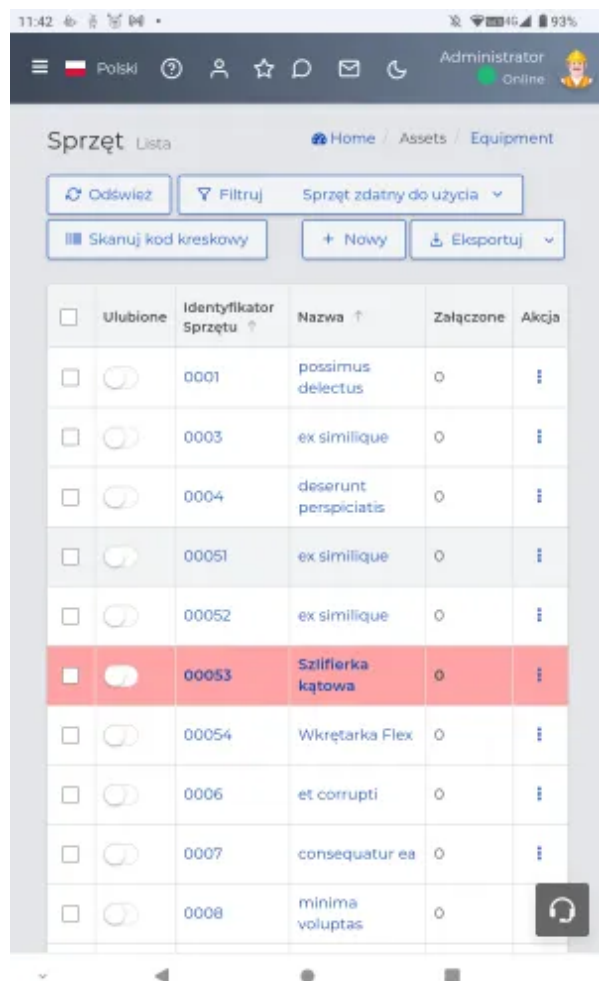 11:42
4G 93%
Polski
Administrator
Online
Sprzęt Lista
Home / Assets / Equipment
Odśwież
Filtruj
Sprzęt zdatny do użycia
Skanuj kod kreskowy
+ Nowy
Eksportuj
Ulubione
Identyfikator
Sprzętu ↑
Nazwa ↑
Załączone
Akcja
0001
possimus
delectus
0
0003
ex similique
0
0004
deserunt
perspiciatis
0
00051
ex similique
0
00052
ex similique
0
00053
Szlifierka
kątowa
0
00054
Wkrętarka Flex
0
0006
et corrupti
0
0007
consequatur ea
0
0008
minima
voluptas
0